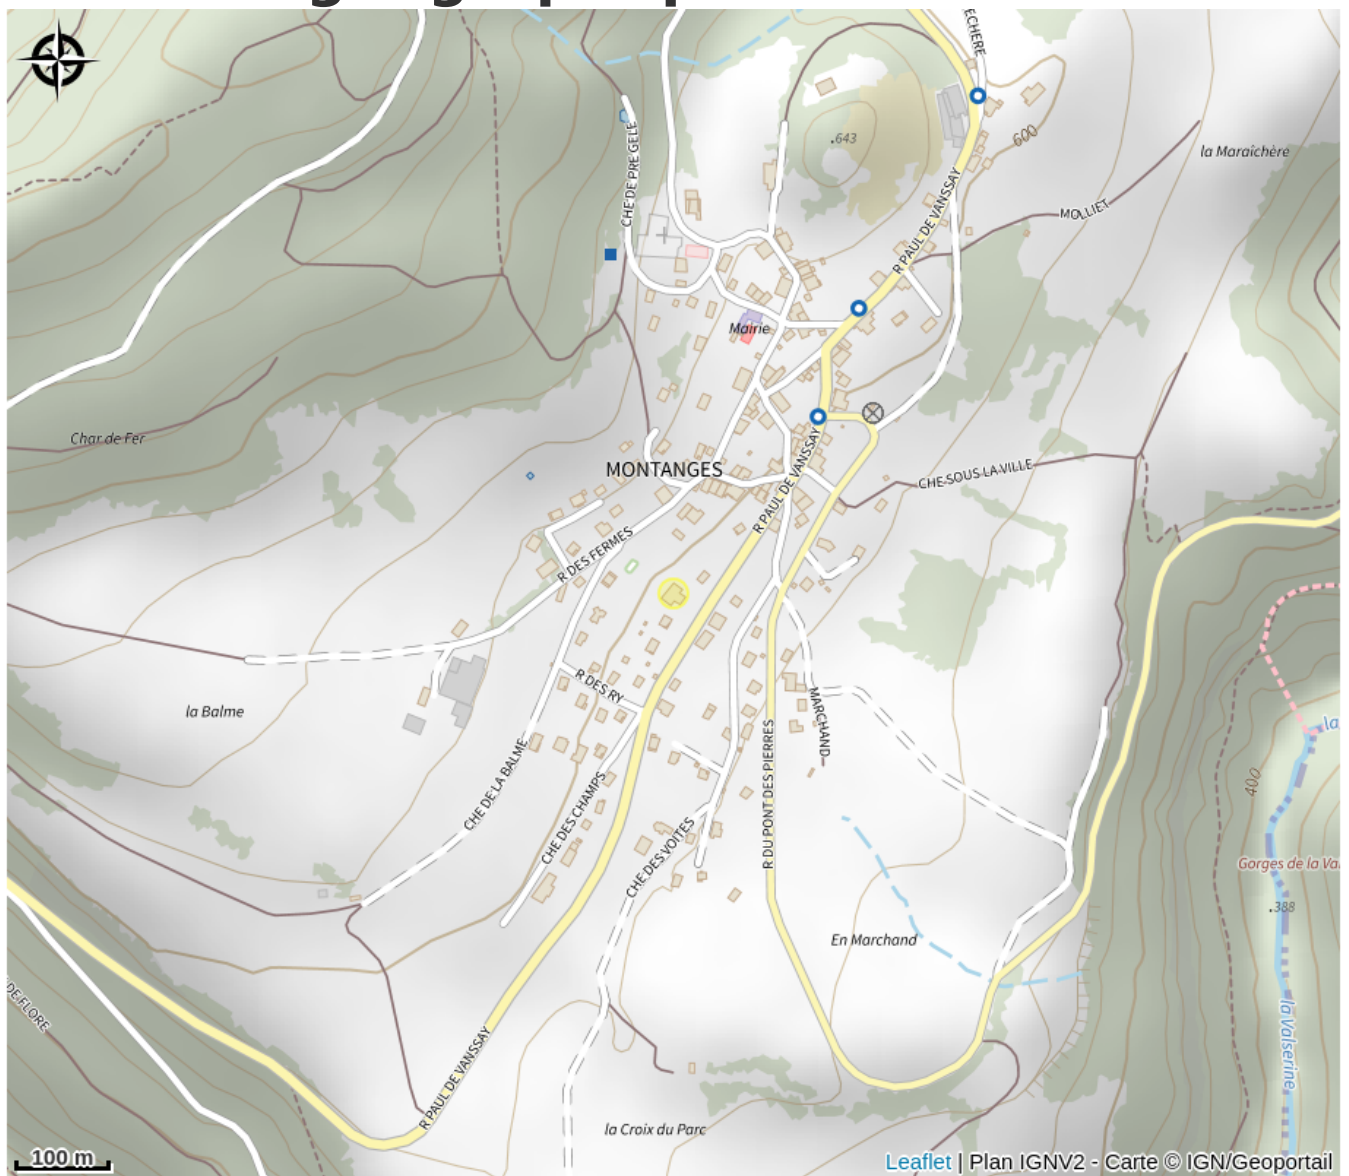 ECHERE
.643
600
la Maraîchère
CHE DE PRE GELE
MOLLIET
R PAUL DE VANSSAY
Mairie
Char de Fer
MONTANGES
R PAUL DE VANSSAY
CHE SOUS LA VILLE
R DES FERMES
R DES RY
la Balme
MARCHAND
la
CHE DE LA BALME
CHE DES CHAMPS
R DU PONT DES PIERRES
400
CHE DES VOITES
Gorges de la Va
.388
En Marchand
DE FLORE
la Valserine
R PAUL DE VANSSAY
la Croix du Parc
100 m
Leaflet | Plan IGNV2 - Carte © IGN/Geoportail